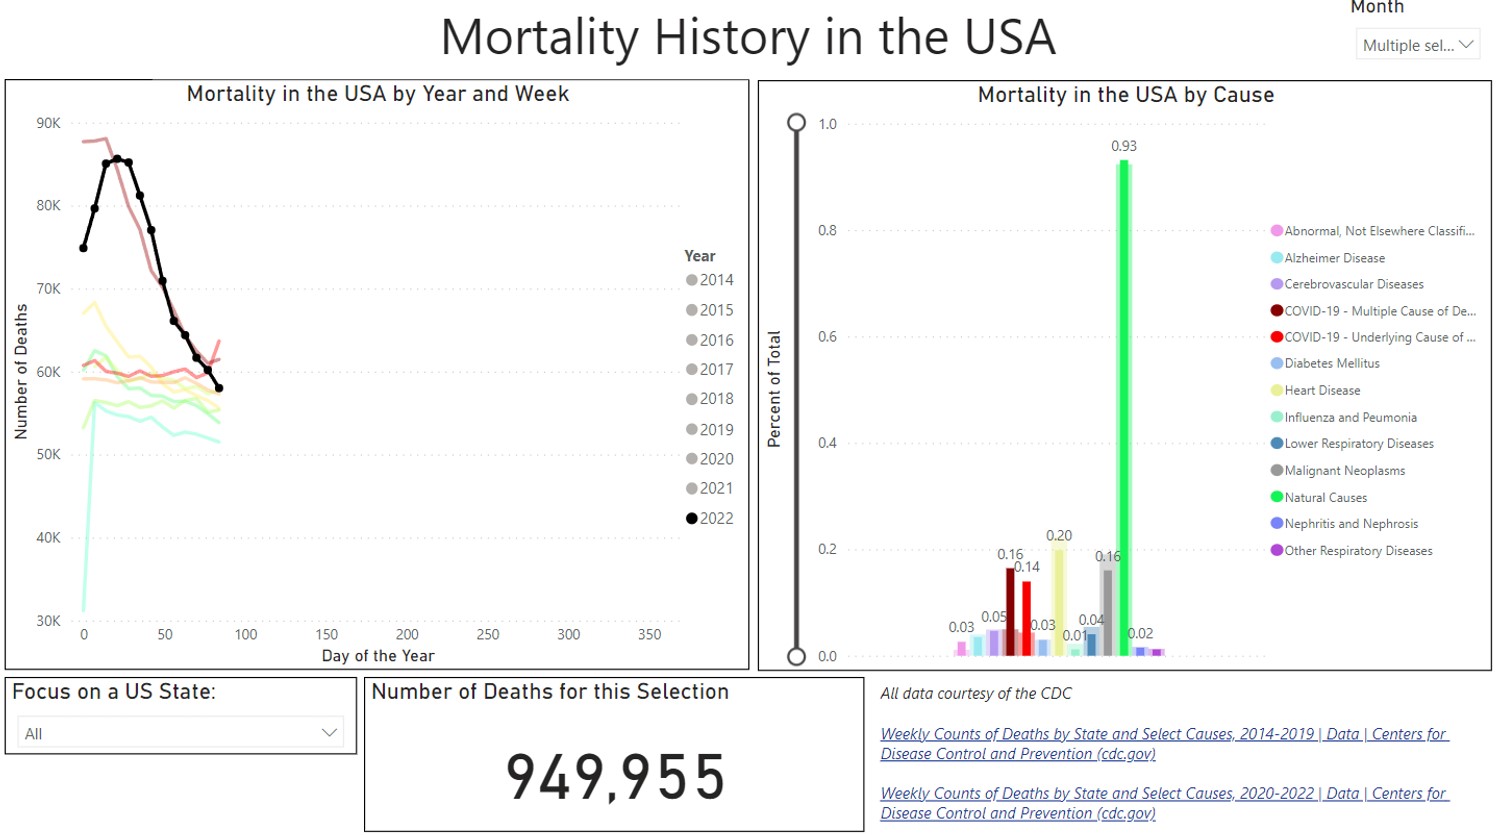 Mortality History in the USA
Month
Multiple sel...
Mortality in the USA by Year and Week
Number of Deaths
90K
80K
70K
60K
50K
40K
30K
0 50 100 150 200 250 300 350
Day of the Year
Year
2014
2015
2016
2017
2018
2019
2020
2021
2022
Mortality in the USA by Cause
Percent of Total
1.0
0.8
0.6
0.4
0.2
0.0
0.03
0.05
0.16
0.14
0.03
0.20
0.01
0.04
0.16
0.93
0.02
Abnormal, Not Elsewhere Classifi...
Alzheimer Disease
Cerebrovascular Diseases
COVID-19 - Multiple Cause of De...
COVID-19 - Underlying Cause of ...
Diabetes Mellitus
Heart Disease
Influenza and Peumonia
Lower Respiratory Diseases
Malignant Neoplasms
Natural Causes
Nephritis and Nephrosis
Other Respiratory Diseases
Focus on a US State:
All
Number of Deaths for this Selection
949,955
All data courtesy of the CDC
Weekly Counts of Deaths by State and Select Causes, 2014-2019 | Data | Centers for
Disease Control and Prevention (cdc.gov)
Weekly Counts of Deaths by State and Select Causes, 2020-2022 | Data | Centers for
Disease Control and Prevention (cdc.gov)